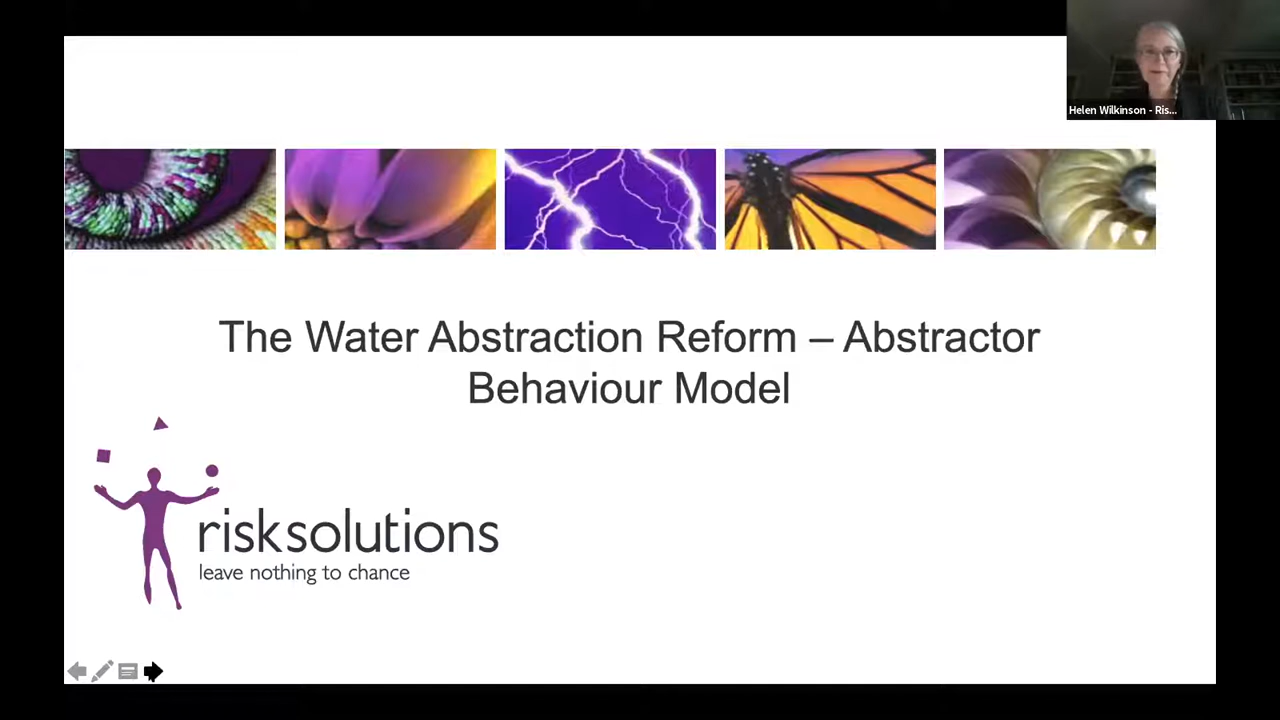 Helen Wilkinson - Ris...
The Water Abstraction Reform – Abstractor
Behaviour Model
risksolutions
leave nothing to chance